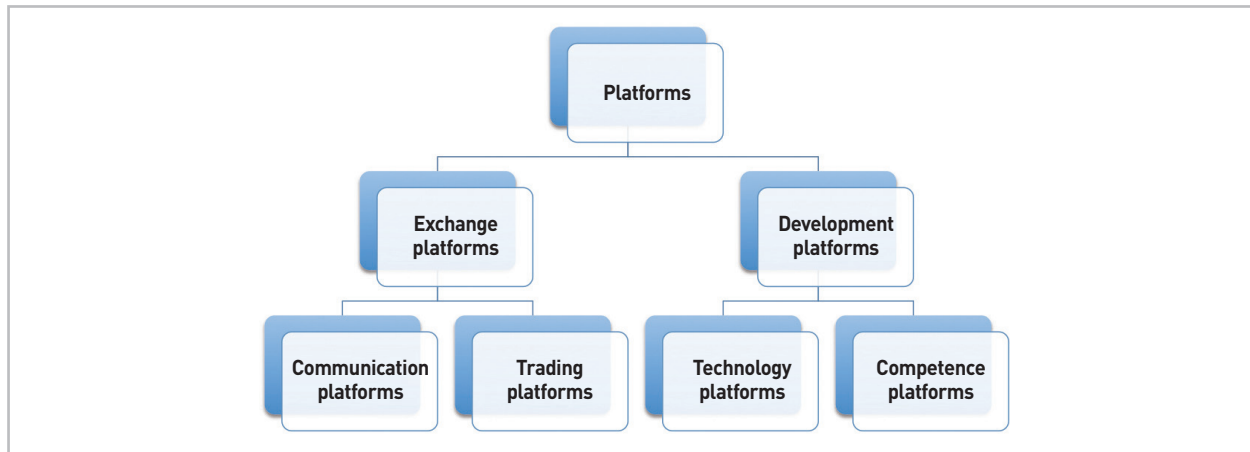 Platforms
Exchange
platforms
Development
platforms
Communication
platforms
Trading
platforms
Technology
platforms
Competence
platforms